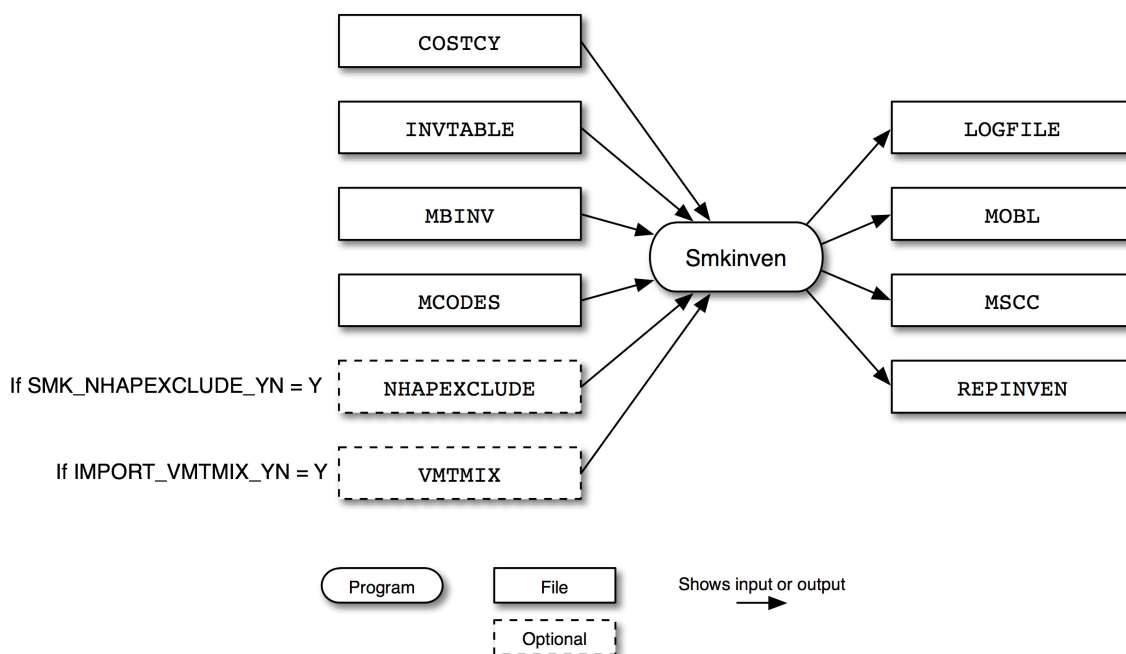 COSTCY
INVTABLE
LOGFILE
MBINV
MOBL
Smkinven
MCODES
MSCC
If SMK_NHAPEXCLUDE_YN = Y
NHAPEXCLUDE
REPINVEN
If IMPORT_VMTMIX_YN = Y
VMTMIX
Program
File
Shows input or output
Optional